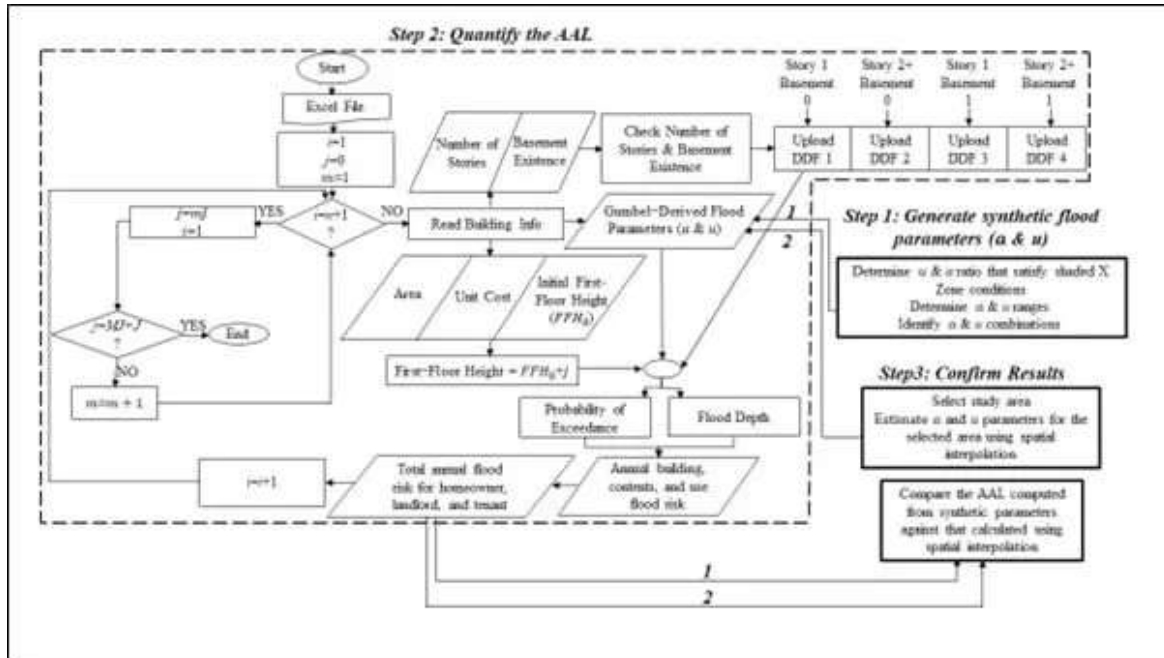 Step 2: Quantify the AAL
Start
Excel File
i=1
j=0
m=1
Number of
Stories
Basement
Existence
Check Number of
Stories & Basement
Existence
Story 1
Basement
0
Story 2+
Basement
0
Story 1
Basement
1
Story 2+
Basement
1
Upload
DDF 1
Upload
DDF 2
Upload
DDF 3
Upload
DDF 4
j=mJ
i=1
YES
i=n+1
?
NO
Read Building Info
Gumbel-Derived Flood
Parameters (α & u)
1
2
Step 1: Generate synthetic flood
parameters (α & u)
Determine u & α ratio that satisfy shaded X
Zone conditions
Determine α & u ranges
Identify α & u combinations
Area
Unit Cost
Initial First-
Floor Height
(FFH0)
?
YES
End
NO
m=m + 1
First-Floor Height = FFH0+j
Step3: Confirm Results
Select study area
Estimate α and u parameters for the
selected area using spatial
interpolation
Probability of
Exceedance
Flood Depth
i=i+1
Total annual flood
risk for homeowner,
landlord, and tenant
Annual building,
contents, and use
flood risk
Compare the AAL computed
from synthetic parameters
against that calculated using
spatial interpolation
1
2